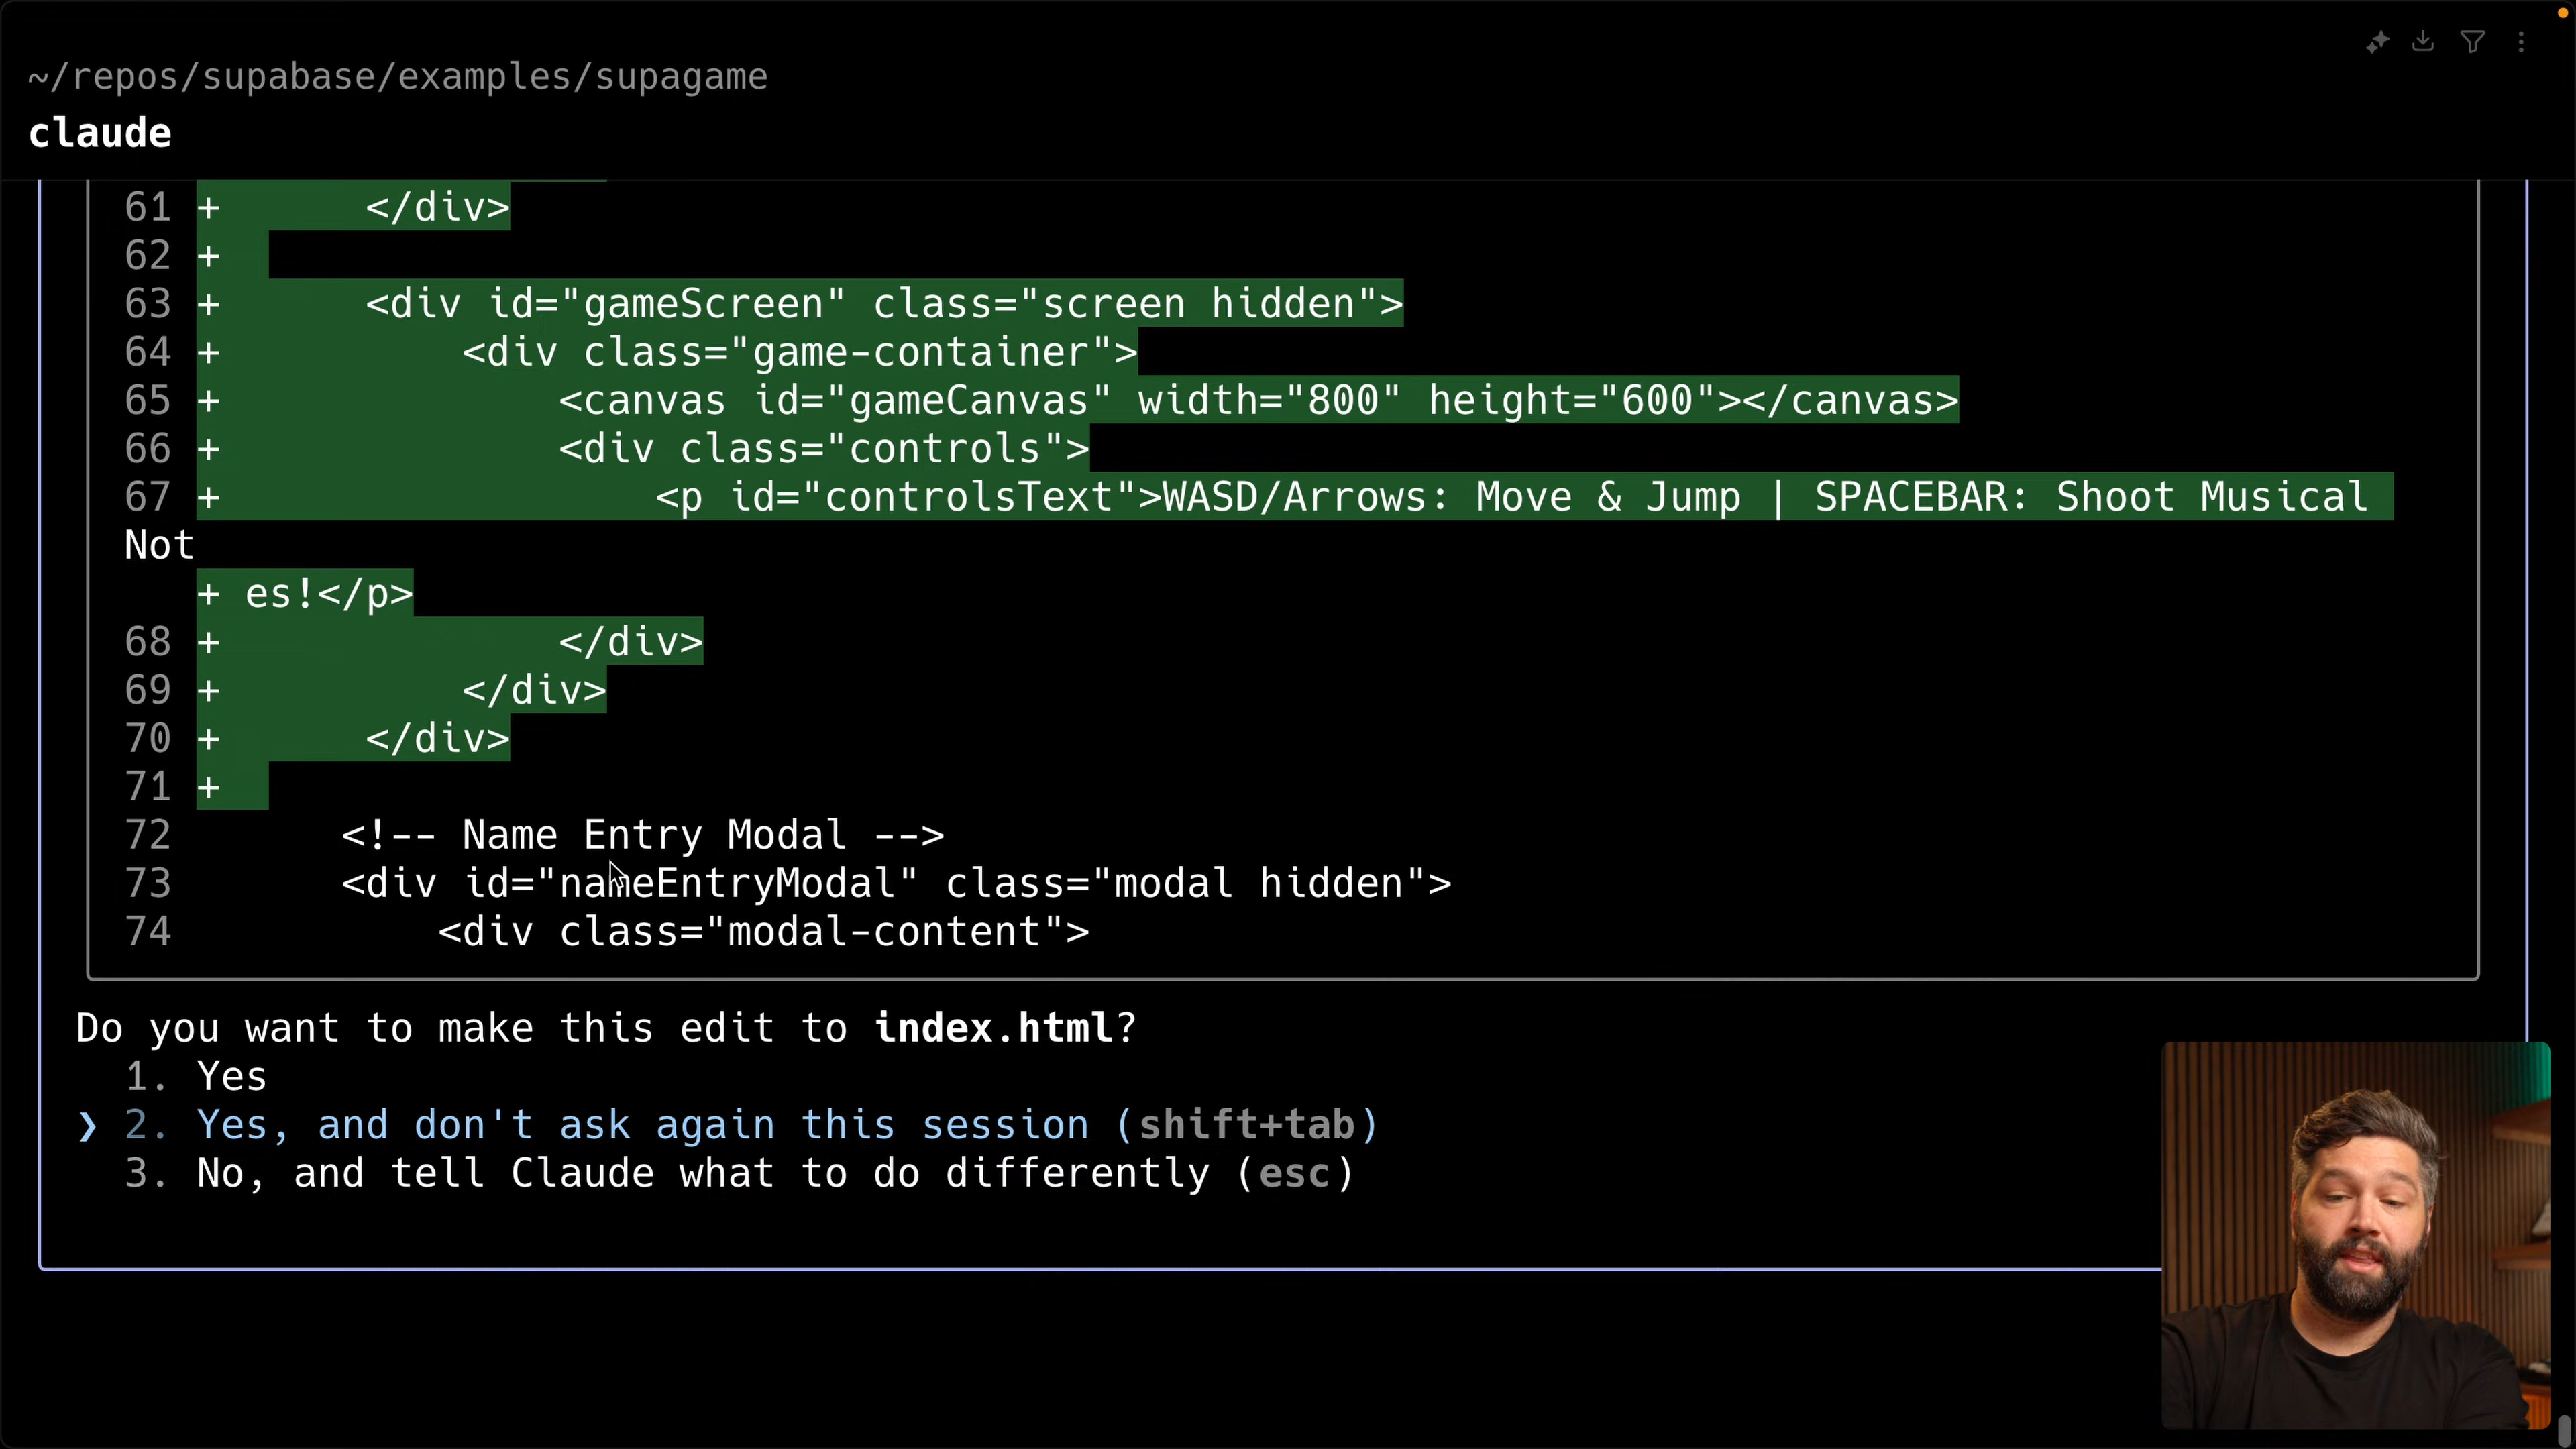 ~/repos/supabase/examples/supagame
claude
61 +      </div>
62 +
63 +      <div id="gameScreen" class="screen hidden">
64 +          <div class="game-container">
65 +              <canvas id="gameCanvas" width="800" height="600"></canvas>
66 +              <div class="controls">
67 +                  <p id="controlsText">WASD/Arrows: Move & Jump | SPACEBAR: Shoot Musical
Not
+ es!</p>
68 +              </div>
69 +          </div>
70 +      </div>
71 +
72       <!-- Name Entry Modal -->
73       <div id="nameEntryModal" class="modal hidden">
74           <div class="modal-content">
Do you want to make this edit to index.html?
1. Yes
❯ 2. Yes, and don't ask again this session (shift+tab)
3. No, and tell Claude what to do differently (esc)